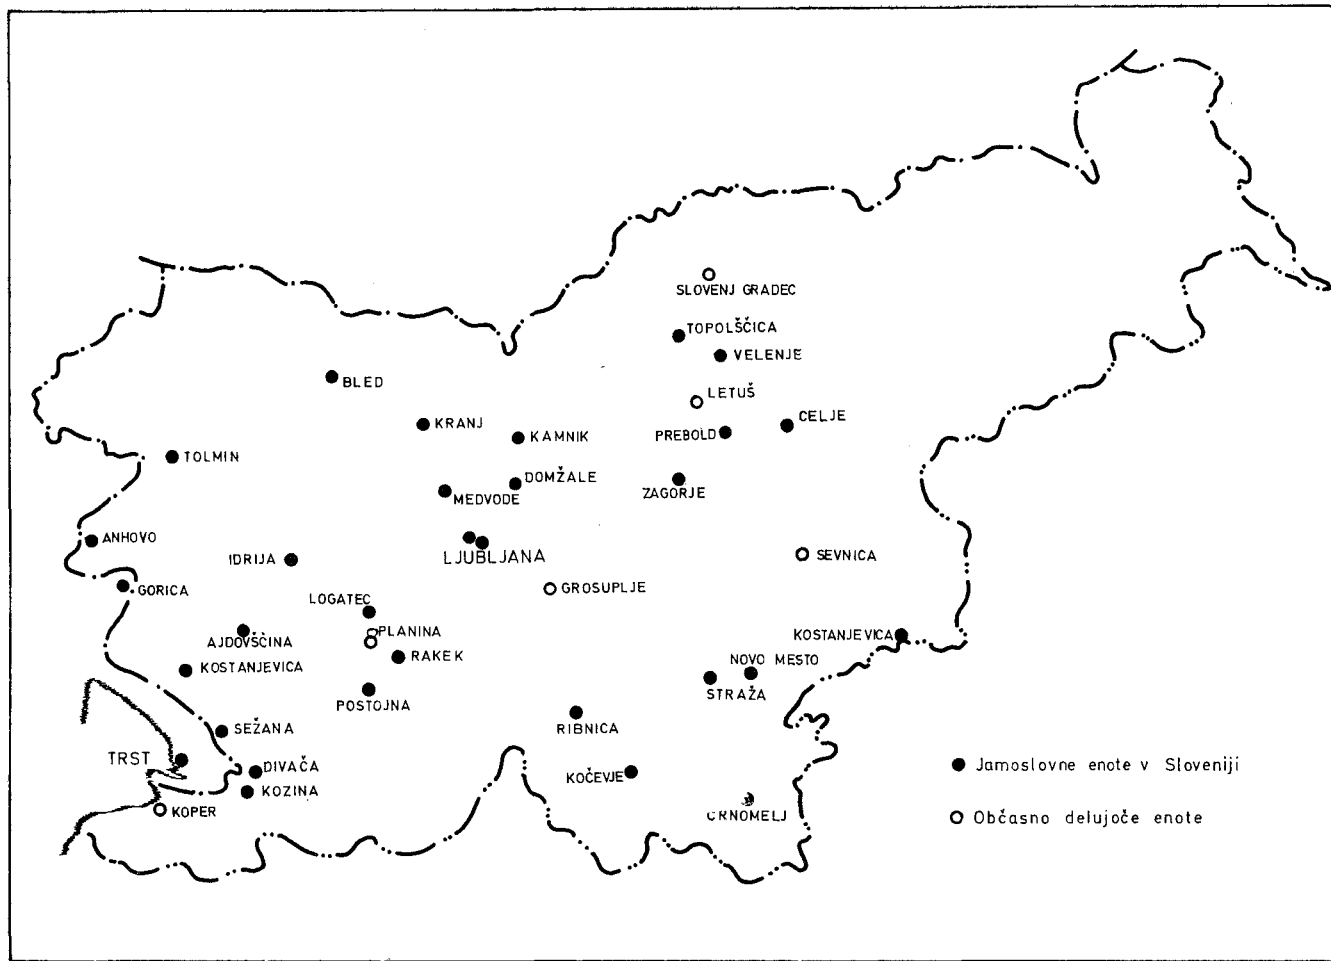 SLOVENJ GRADEC
TOPOLŠČICA
VELENJE
BLED
LETUŠ
CELJE
KRANJ
KAMNIK
PREBOLD
TOLMIN
DOMŽALE
MEDVODE
ZAGORJE
ANHOVO
LJUBLJANA
IDRIJA
SEVNICA
GORICA
GROSUPLJE
LOGATEC
PLANINA
AJDOVŠČINA
KOSTANJEVICA
RAKEK
KOSTANJEVICA
NOVO MESTO
STRAŽA
POSTOJNA
RIBNICA
SEŽANA
TRST
DIVAČA
KOČEVJE
KOZINA
KOPER
ČRNOMELJ
Jamoslovne enote v Sloveniji
Občasno delujoče enote